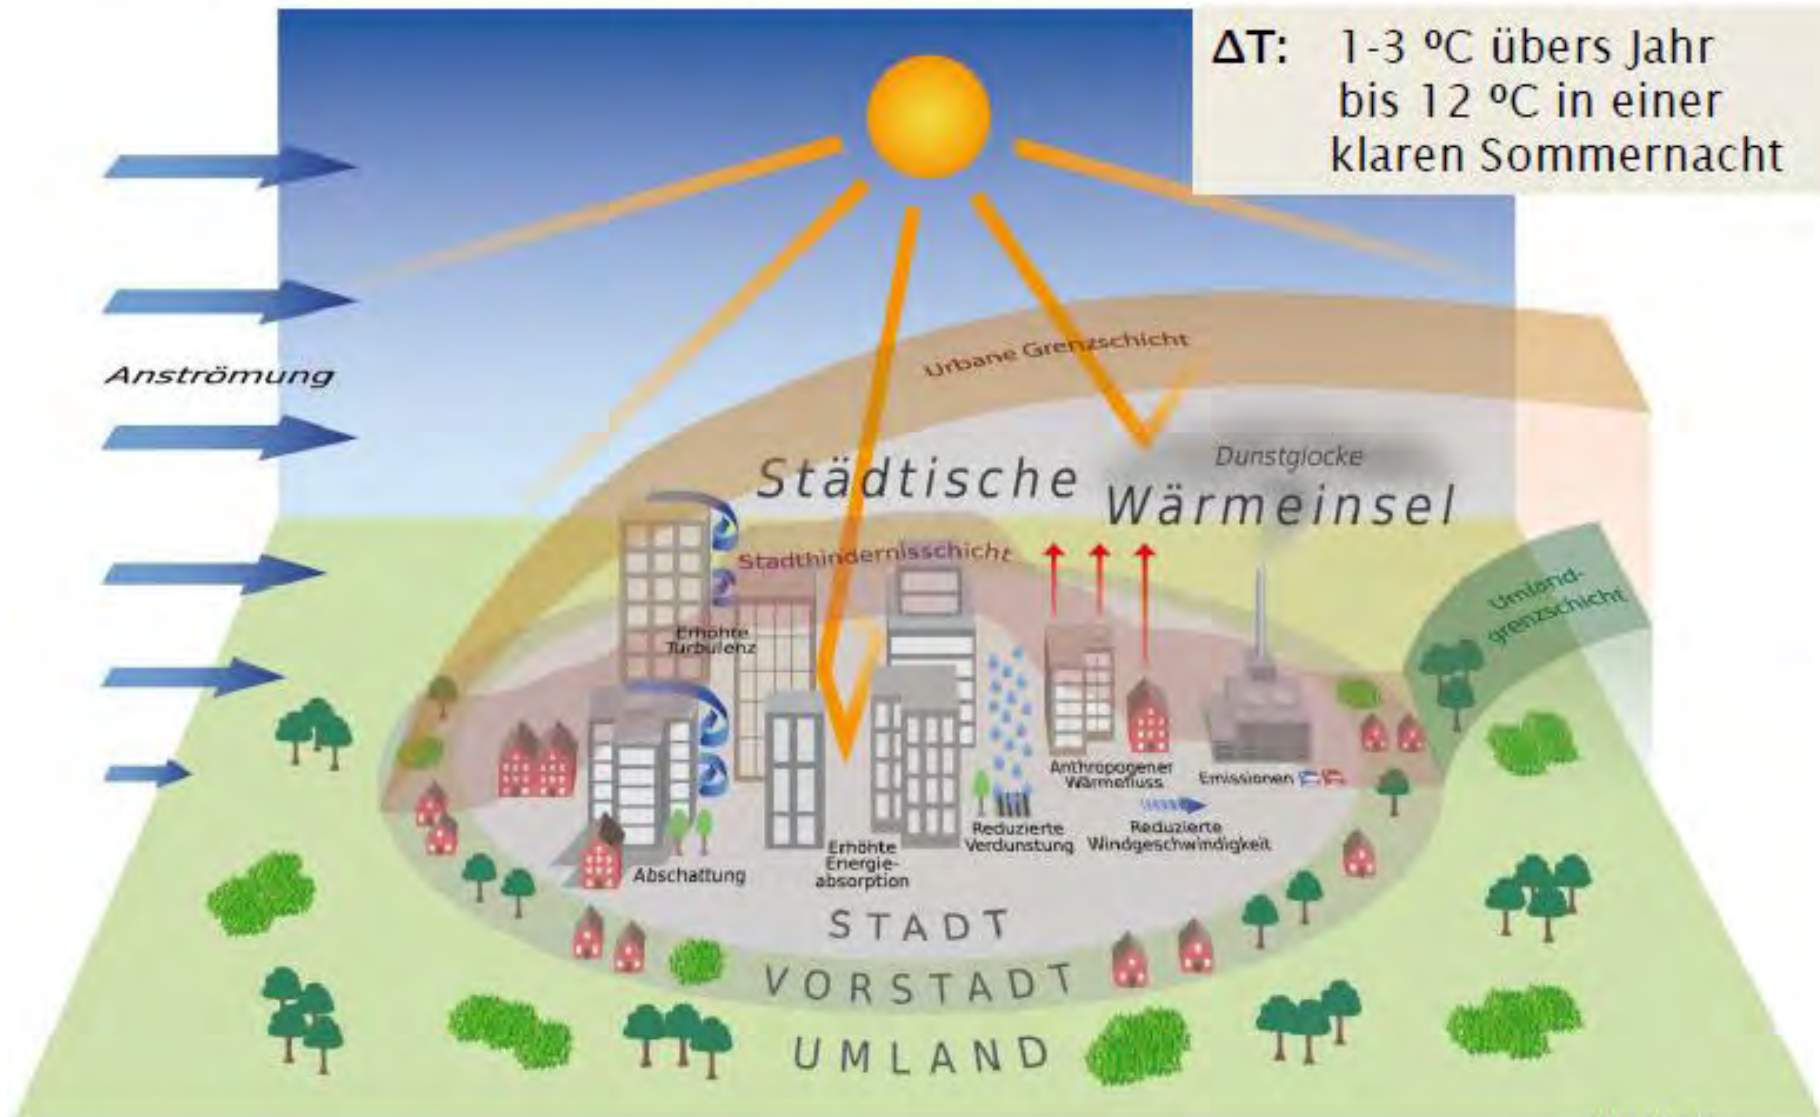 ΔT: 1-3 ºC übers Jahr
bis 12 ºC in einer
klaren Sommernacht
Anströmung
Urbane Grenzschicht
Dunstglocke
Städtische
Wärmeinsel
Stadthindernisschicht
Umland-
grenzschicht
Erhöhte
Turbulenz
Anthropogener
Wärmefluss
Emissionen
Reduzierte
Verdunstung
Reduzierte
Windgeschwindigkeit
Erhöhte
Energie-
absorption
Abschattung
STADT
VORSTADT
UMLAND